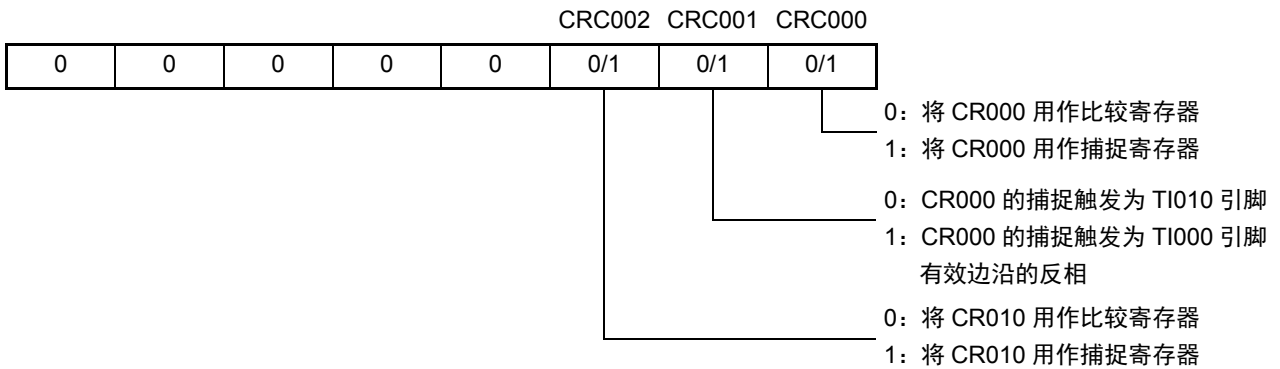 CRC002 CRC001 CRC000
0 0 0 0 0 0/1 0/1 0/1
0：将 CR000 用作比较寄存器
1：将 CR000 用作捕捉寄存器
0：CR000 的捕捉触发为 TI010 引脚
1：CR000 的捕捉触发为 TI000 引脚
有效边沿的反相
0：将 CR010 用作比较寄存器
1：将 CR010 用作捕捉寄存器